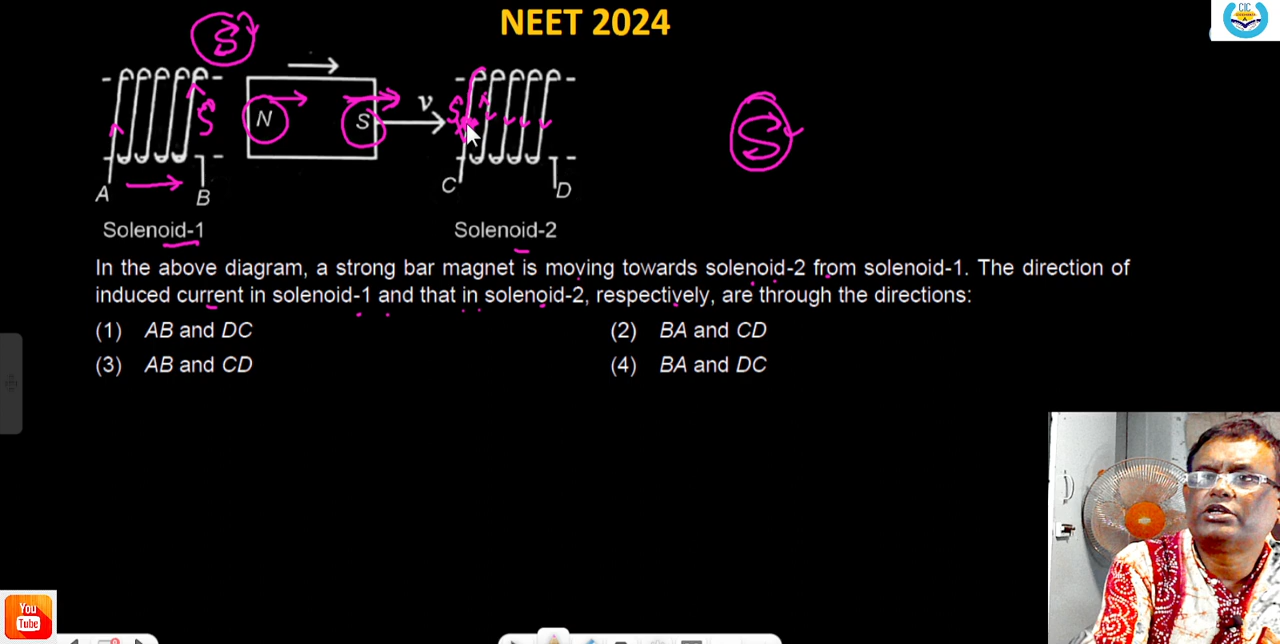 NEET 2024
CIC
S
N S v S S
S
A B C D
Solenoid-1 Solenoid-2
In the above diagram, a strong bar magnet is moving towards solenoid-2 from solenoid-1. The direction of
induced current in solenoid-1 and that in solenoid-2, respectively, are through the directions:
(1) AB and DC (2) BA and CD
(3) AB and CD (4) BA and DC
You
Tube